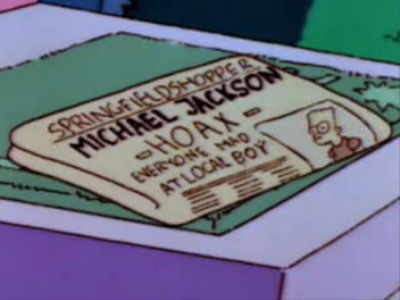 SPRINGFIELD SHOPPER
MICHAEL JACKSON
-HOAX-
EVERYONE MAD
AT LOCAL BOY